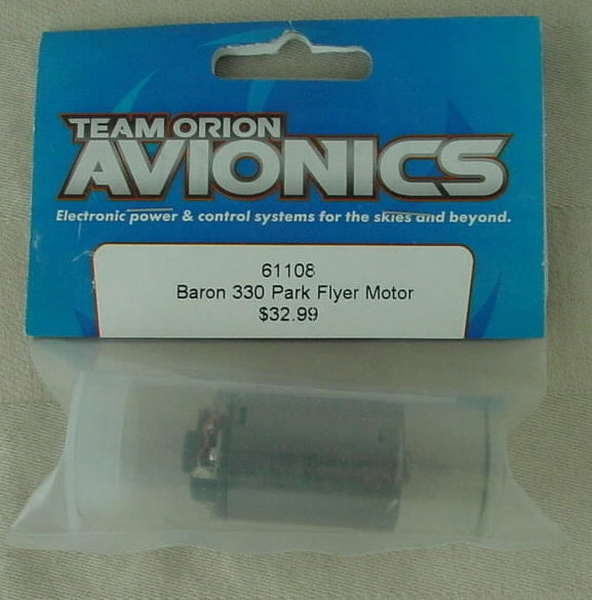 TEAM ORION
AVIONICS
Electronic power & control systems for the skies and beyond.
61108
Baron 330 Park Flyer Motor
$32.99